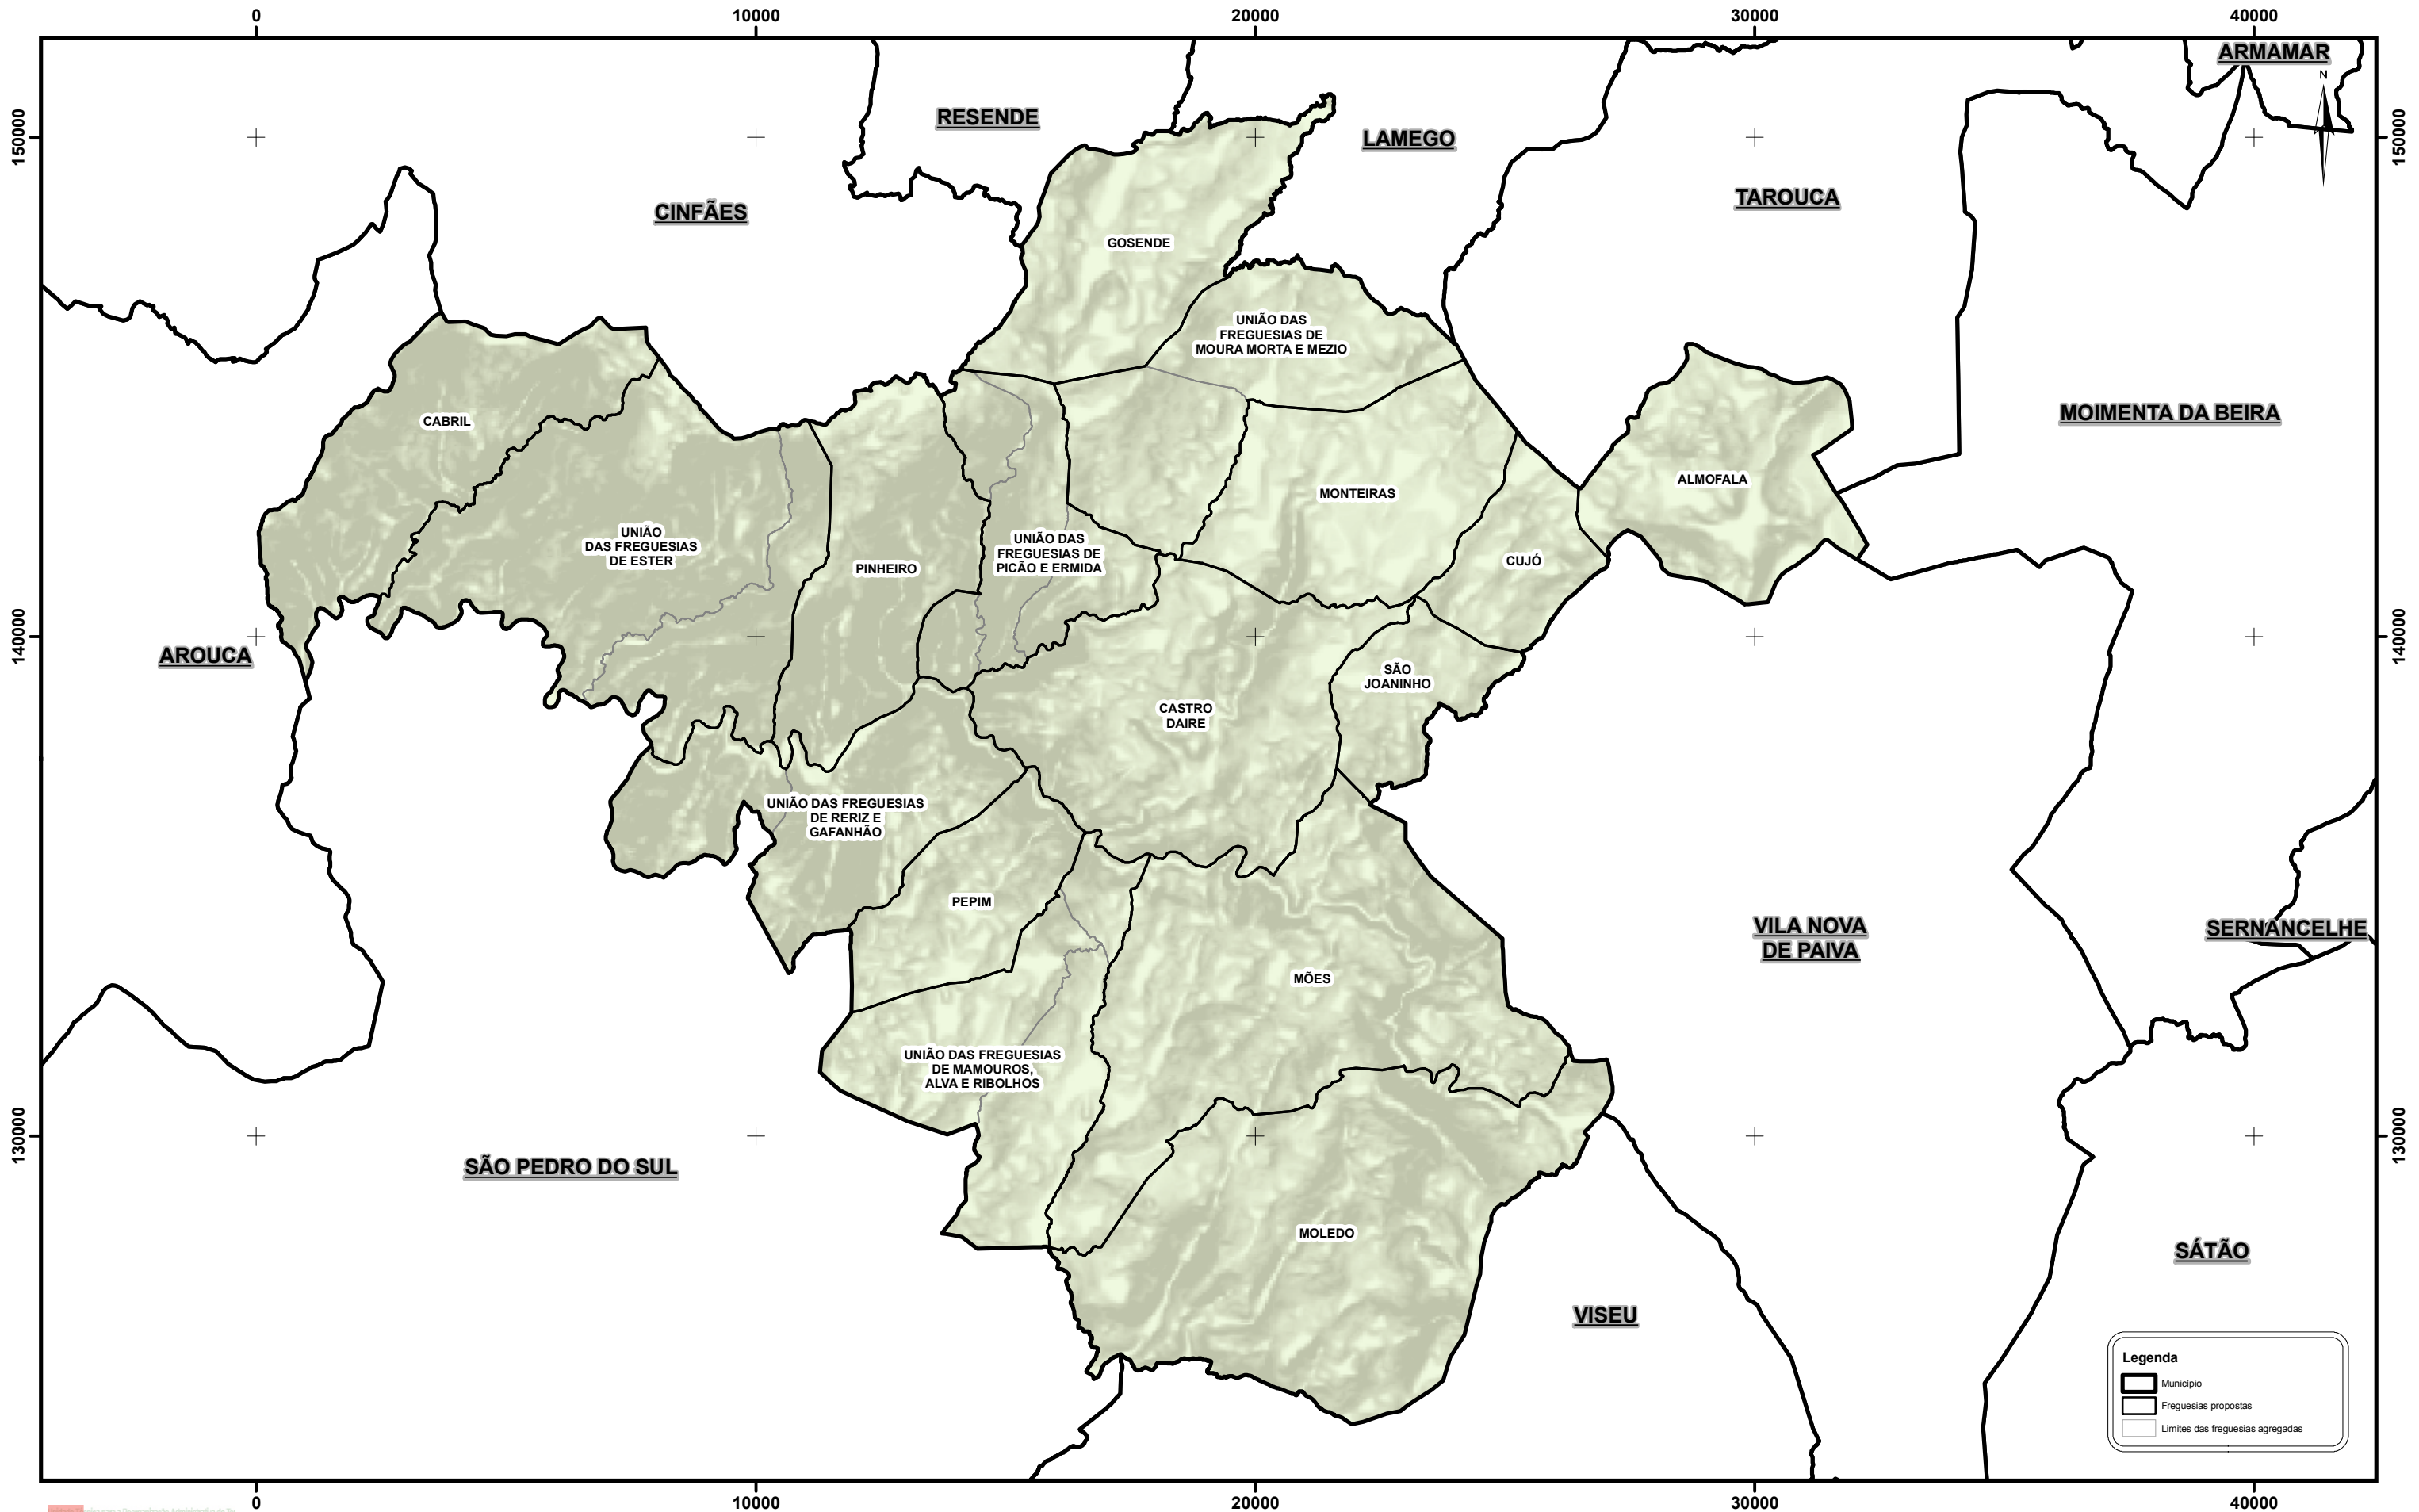 0 10000 20000 30000 40000
ARMAMAR
N
RESENDE
150000
LAMEGO
150000
TAROUCA
CINFÃES
GOSENDE
UNIÃO DAS
FREGUESIAS DE
MOURA MORTA E MEZIO
MOIMENTA DA BEIRA
CABRIL
ALMOFALA
MONTEIRAS
UNIÃO
DAS FREGUESIAS
DE ESTER
UNIÃO DAS
FREGUESIAS DE
PICÃO E ERMIDA
PINHEIRO
CUJÓ
140000
140000
AROUCA
SÃO
JOANINHO
CASTRO
DAIRE
UNIÃO DAS FREGUESIAS
DE RERIZ E
GAFANHÃO
PEPIM
VILA NOVA
DE PAIVA
SERNANCELHE
MÕES
UNIÃO DAS FREGUESIAS
DE MAMOUROS,
ALVA E RIBOLHOS
130000
130000
SÃO PEDRO DO SUL
MOLEDO
SÁTÃO
VISEU
Legenda
Município
Freguesias propostas
Limites das freguesias agregadas
0 10000 20000 30000 40000